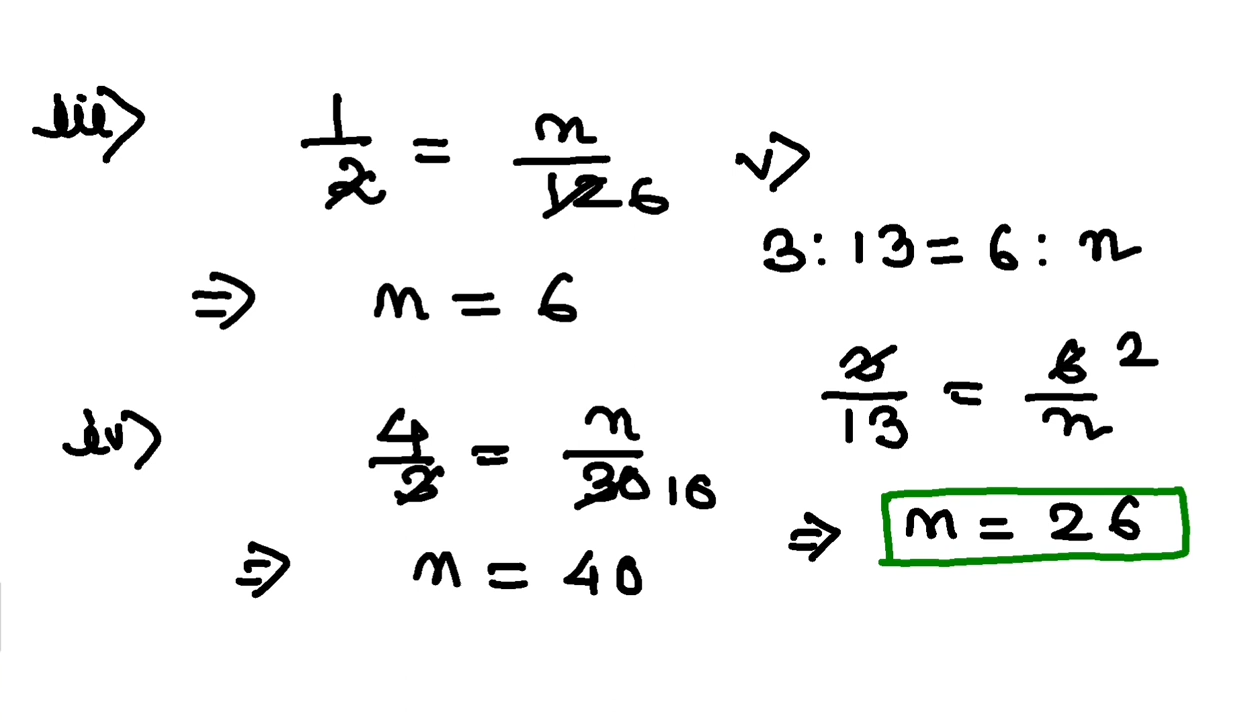 iii>
1/2 = n/12 6
⇒ n = 6
iv>
4/3 = n/30 10
⇒ n = 40
v>
3 : 13 = 6 : n
3/13 = 6/n 2
⇒ n = 26